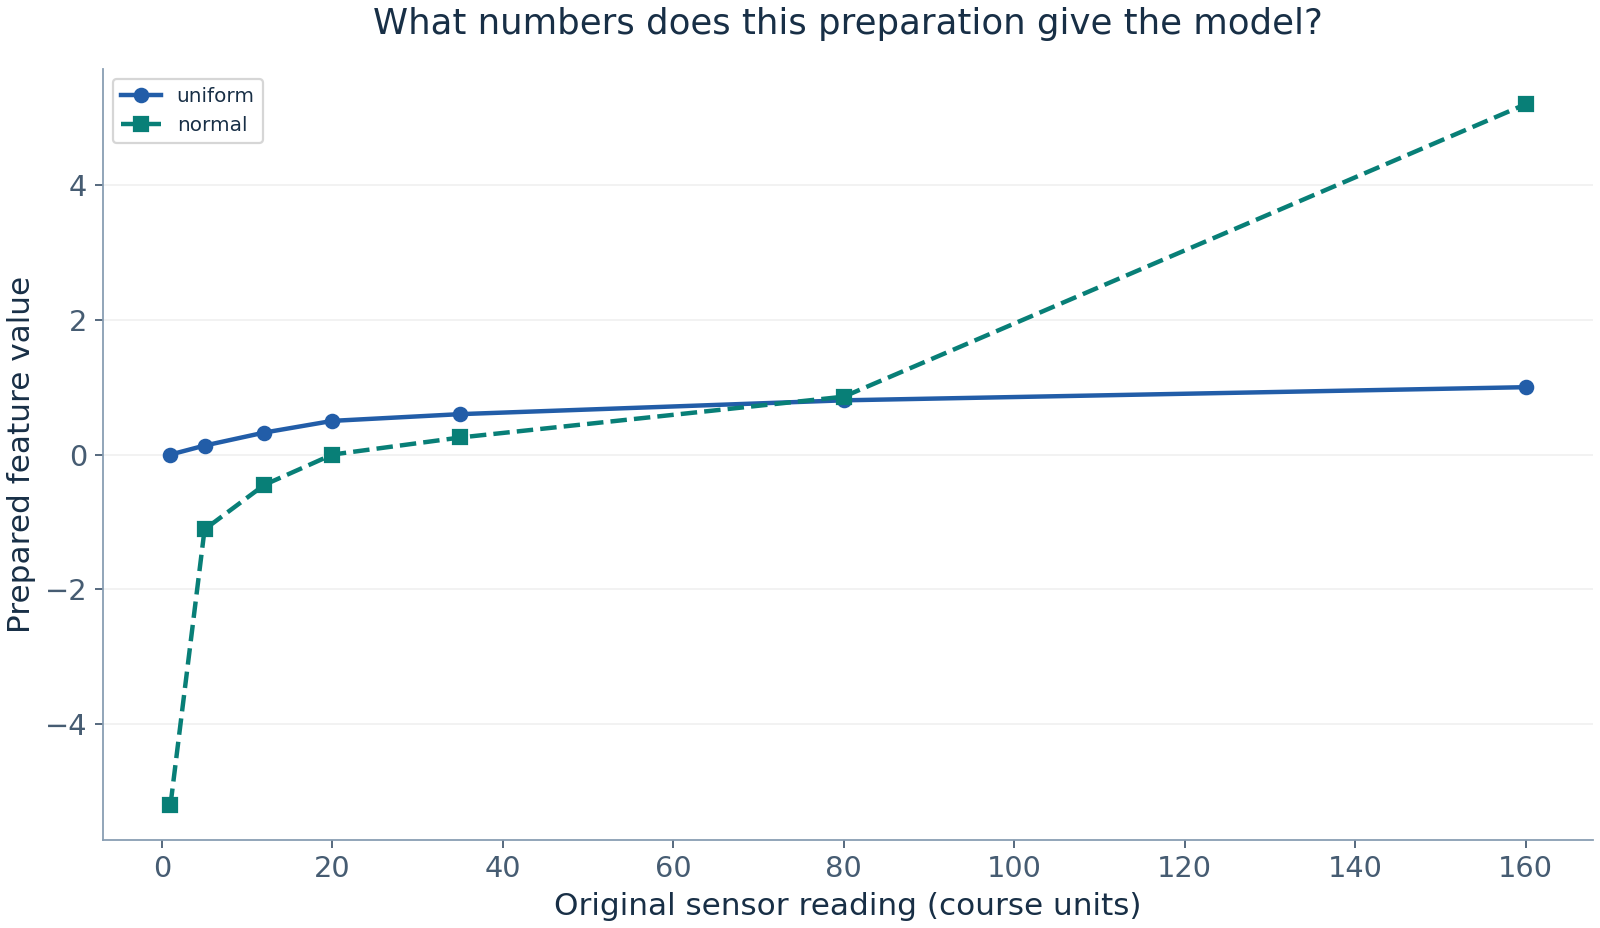 What numbers does this preparation give the model?
uniform
normal
Prepared feature value
4
2
0
−2
−4
0 20 40 60 80 100 120 140 160
Original sensor reading (course units)